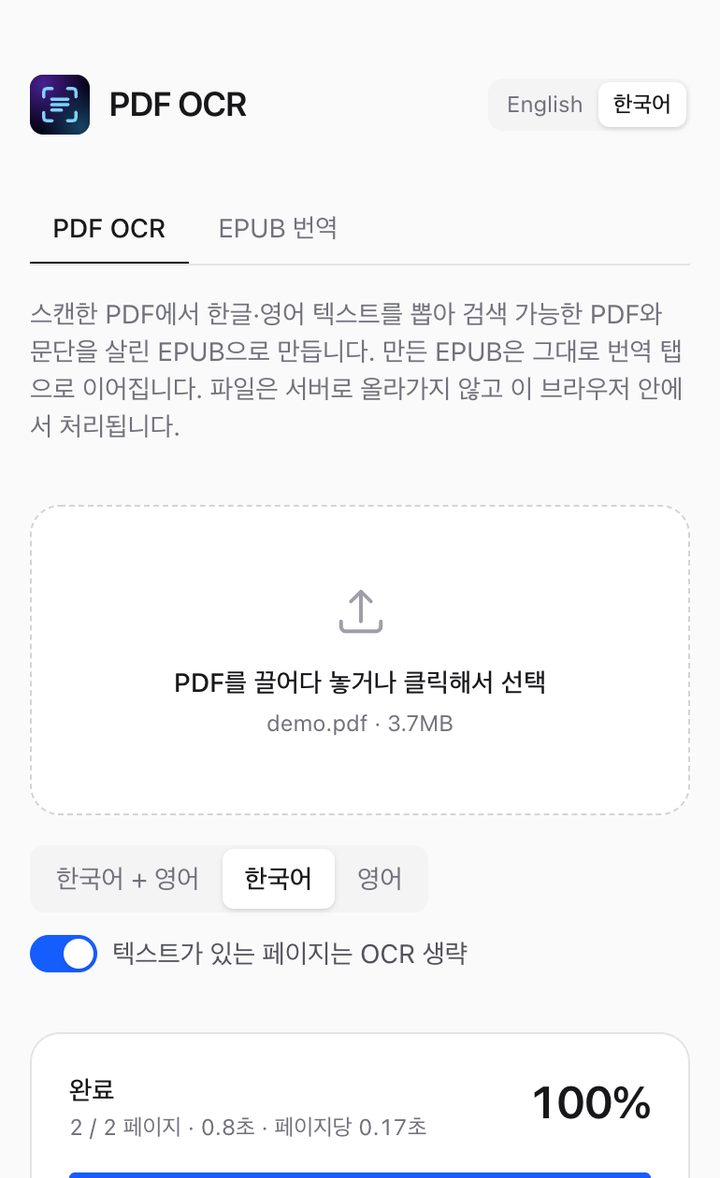 PDF OCR
English 한국어
PDF OCR EPUB 번역
스캔한 PDF에서 한글·영어 텍스트를 뽑아 검색 가능한 PDF와
문단을 살린 EPUB으로 만듭니다. 만든 EPUB은 그대로 번역 탭
으로 이어집니다. 파일은 서버로 올라가지 않고 이 브라우저 안에
서 처리됩니다.
PDF를 끌어다 놓거나 클릭해서 선택
demo.pdf · 3.7MB
한국어 + 영어 한국어 영어
텍스트가 있는 페이지는 OCR 생략
완료
100%
2 / 2 페이지 · 0.8초 · 페이지당 0.17초